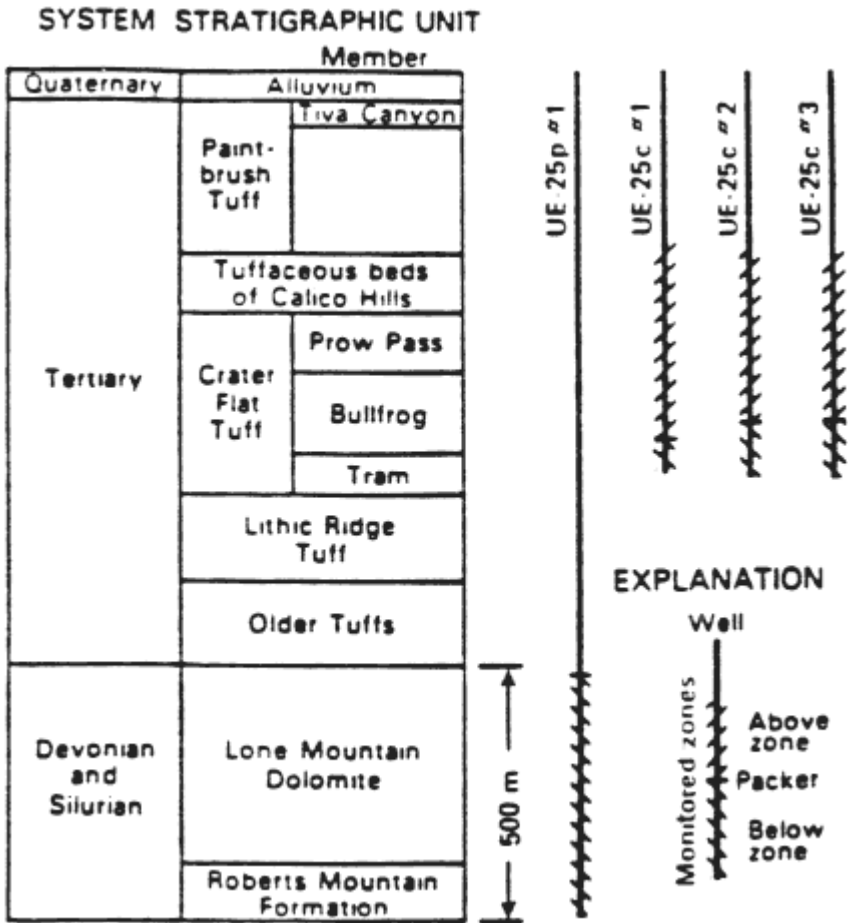 SYSTEM STRATIGRAPHIC UNIT
Member
Quaternary
Alluvium
Tiva Canyon
Paint-
brush
Tuff
Tuffaceous beds
of Calico Hills
Tertiary
Crater
Flat
Tuff
Prow Pass
Bullfrog
Tram
Lithic Ridge
Tuff
Older Tuffs
Devonian
and
Silurian
Lone Mountain
Dolomite
Roberts Mountain
Formation
500 m
UE-25p #1
UE-25c #1
UE-25c #2
UE-25c #3
EXPLANATION
Well
Monitored zones
Above
zone
Packer
Below
zone